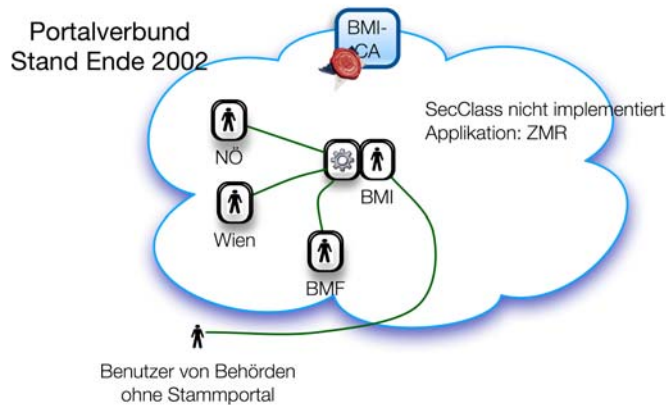 Portalverbund
Stand Ende 2002
BMI-
CA
SecClass nicht implementiert
Applikation: ZMR
NÖ
BMI
Wien
BMF
Benutzer von Behörden
ohne Stammportal